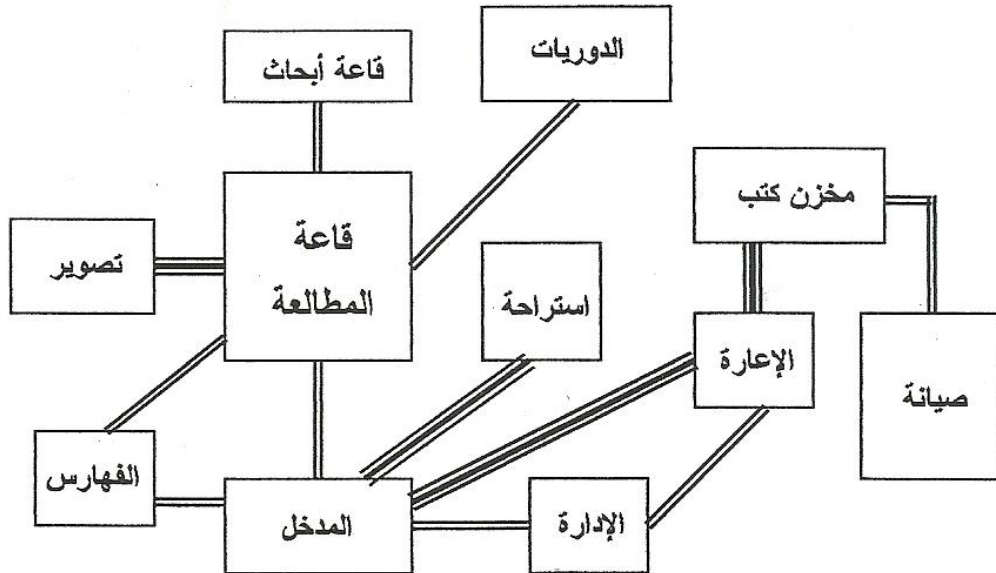 قاعة أبحاث
الدوريات
مخزن كتب
قاعة
المطالعة
تصوير
استراحة
الإعارة
صيانة
الفهارس
المدخل
الإدارة